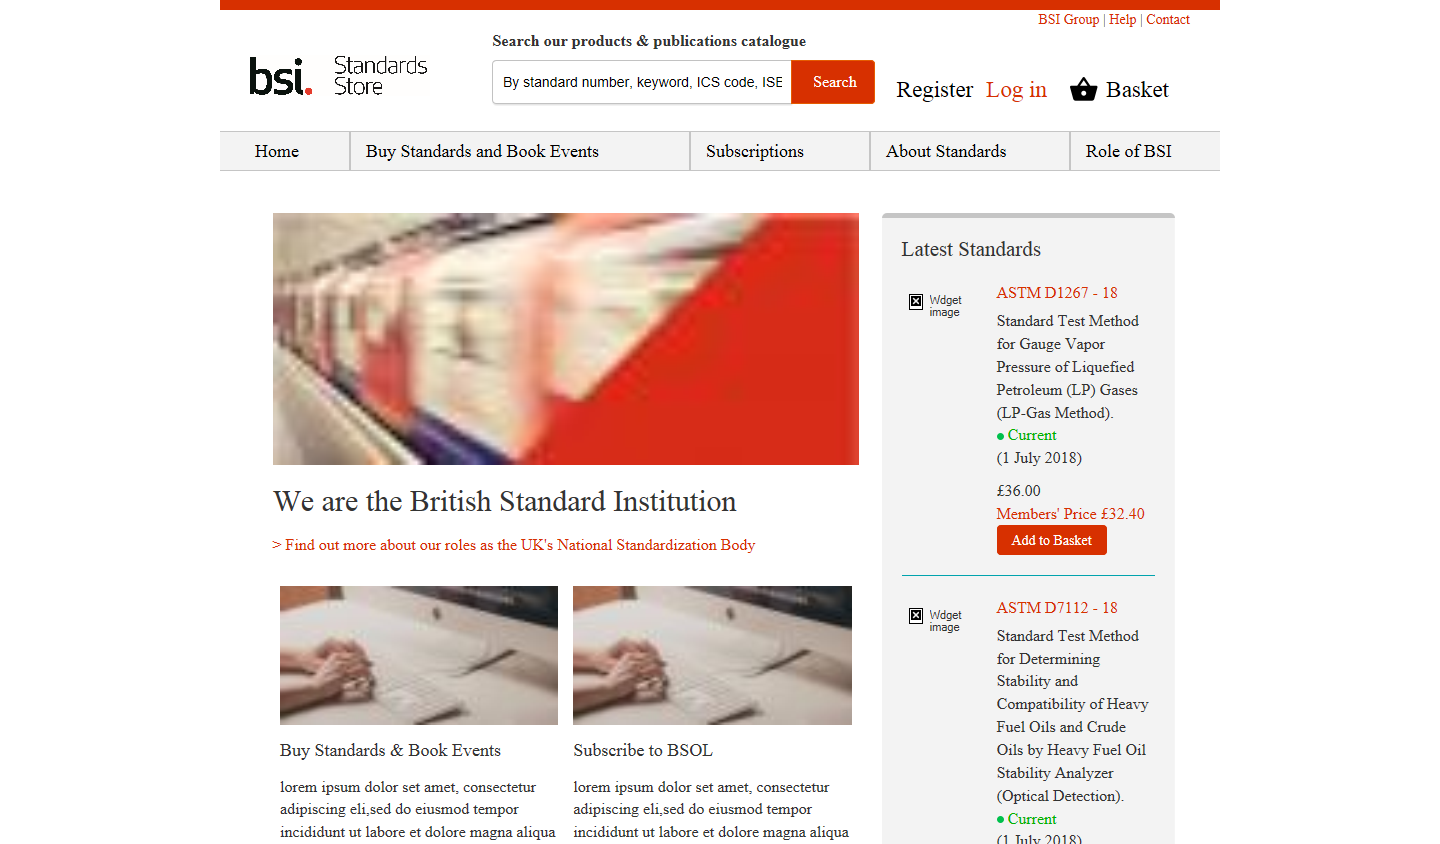 BSI Group | Help | Contact
Search our products & publications catalogue
bsi. Standards Store
By standard number, keyword, ICS code, ISE
Search
Register Log in Basket
Home Buy Standards and Book Events Subscriptions About Standards Role of BSI
We are the British Standard Institution
> Find out more about our roles as the UK's National Standardization Body
Buy Standards & Book Events
lorem ipsum dolor set amet, consectetur
adipiscing eli,sed do eiusmod tempor
incididunt ut labore et dolore magna aliqua
Subscribe to BSOL
lorem ipsum dolor set amet, consectetur
adipiscing eli,sed do eiusmod tempor
incididunt ut labore et dolore magna aliqua
Latest Standards
Wdget
image
ASTM D1267 - 18
Standard Test Method
for Gauge Vapor
Pressure of Liquefied
Petroleum (LP) Gases
(LP-Gas Method).
Current
(1 July 2018)
£36.00
Members' Price £32.40
Add to Basket
Wdget
image
ASTM D7112 - 18
Standard Test Method
for Determining
Stability and
Compatibility of Heavy
Fuel Oils and Crude
Oils by Heavy Fuel Oil
Stability Analyzer
(Optical Detection).
Current
(1 July 2018)